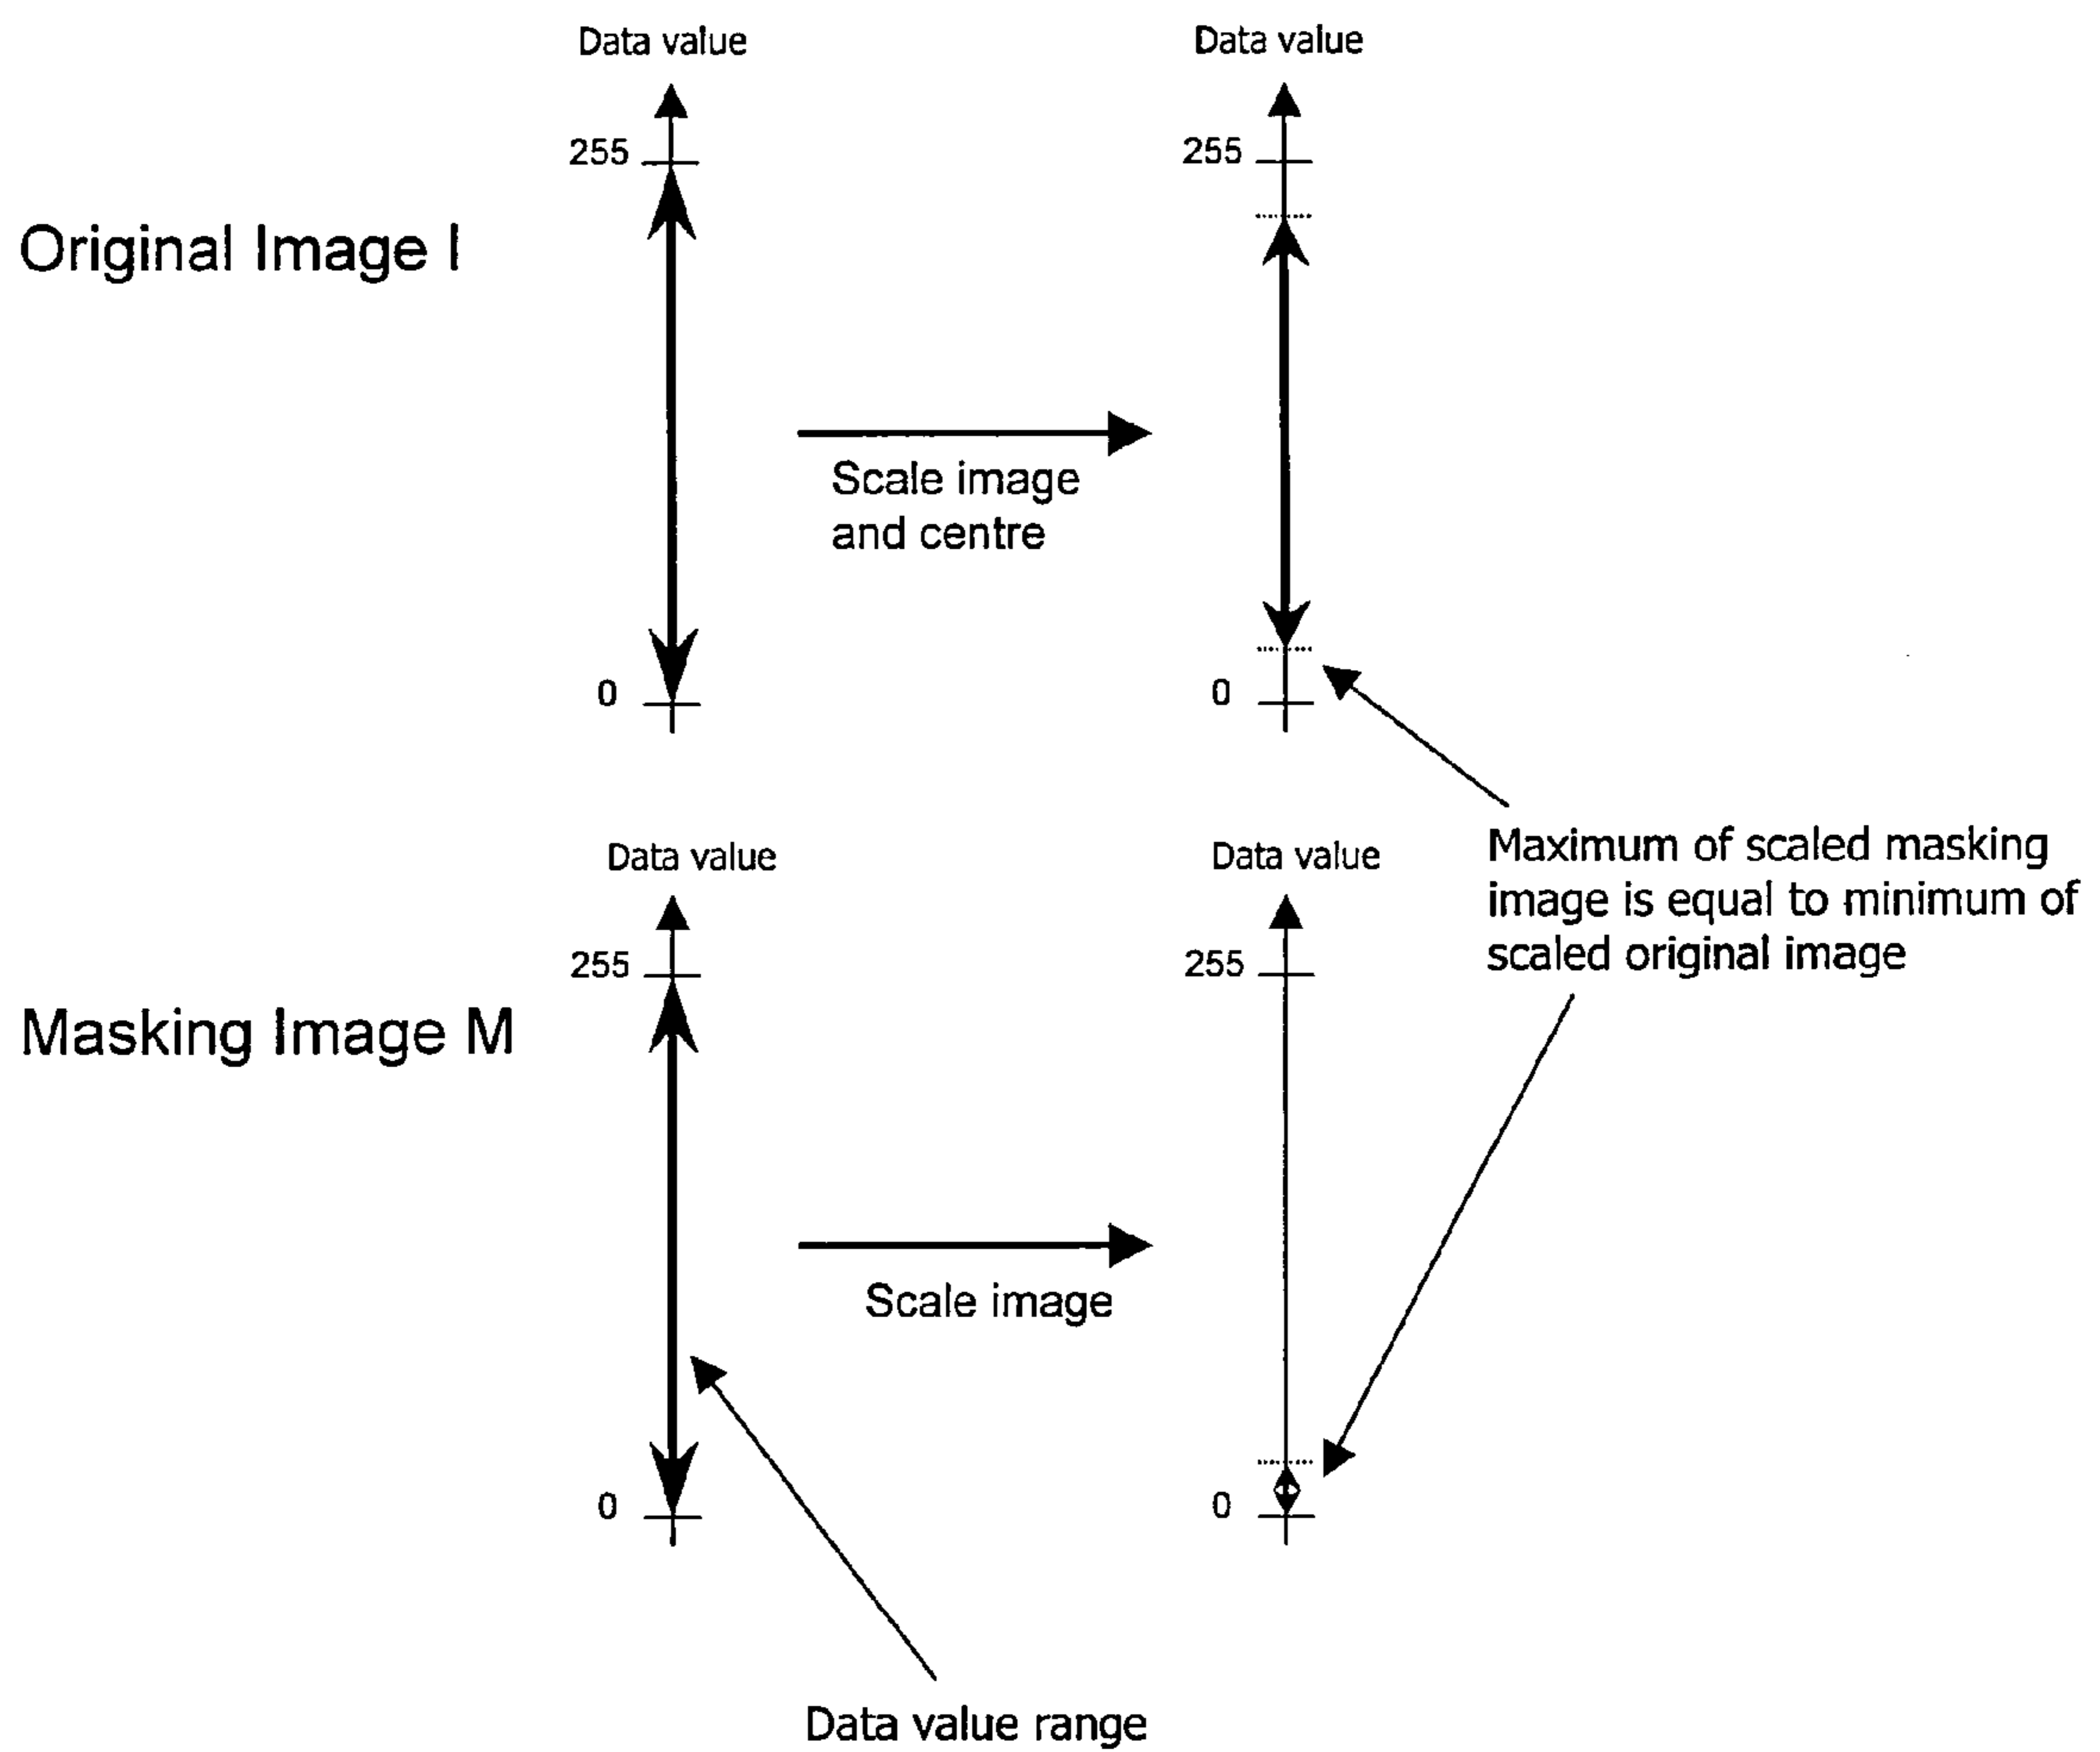 Data value
Data value
255
255
Original Image I
Scale image
and centre
0
0
Data value
Data value
Maximum of scaled masking
image is equal to minimum of
scaled original image
255
255
Masking Image M
Scale image
0
0
Data value range